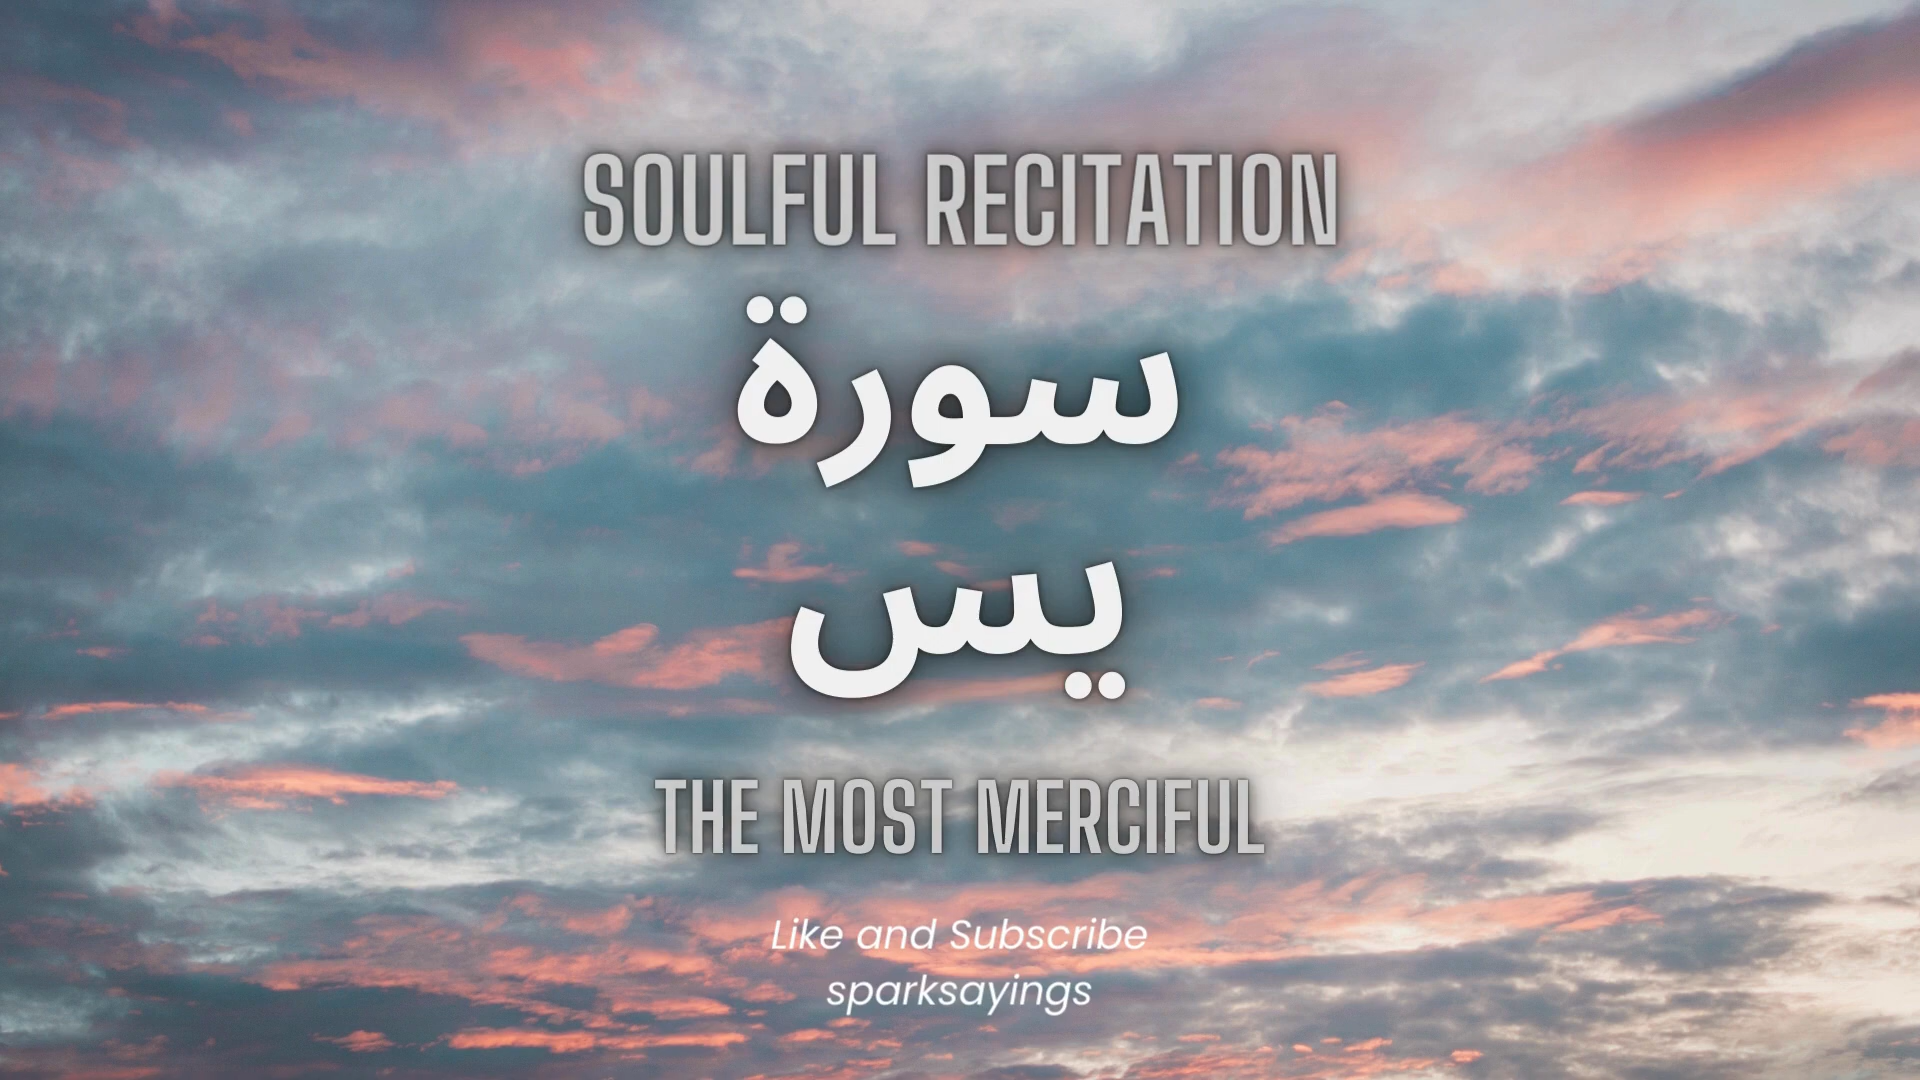 SOULFUL RECITATION
سورة
يس
THE MOST MERCIFUL
Like and Subscribe
sparksayings